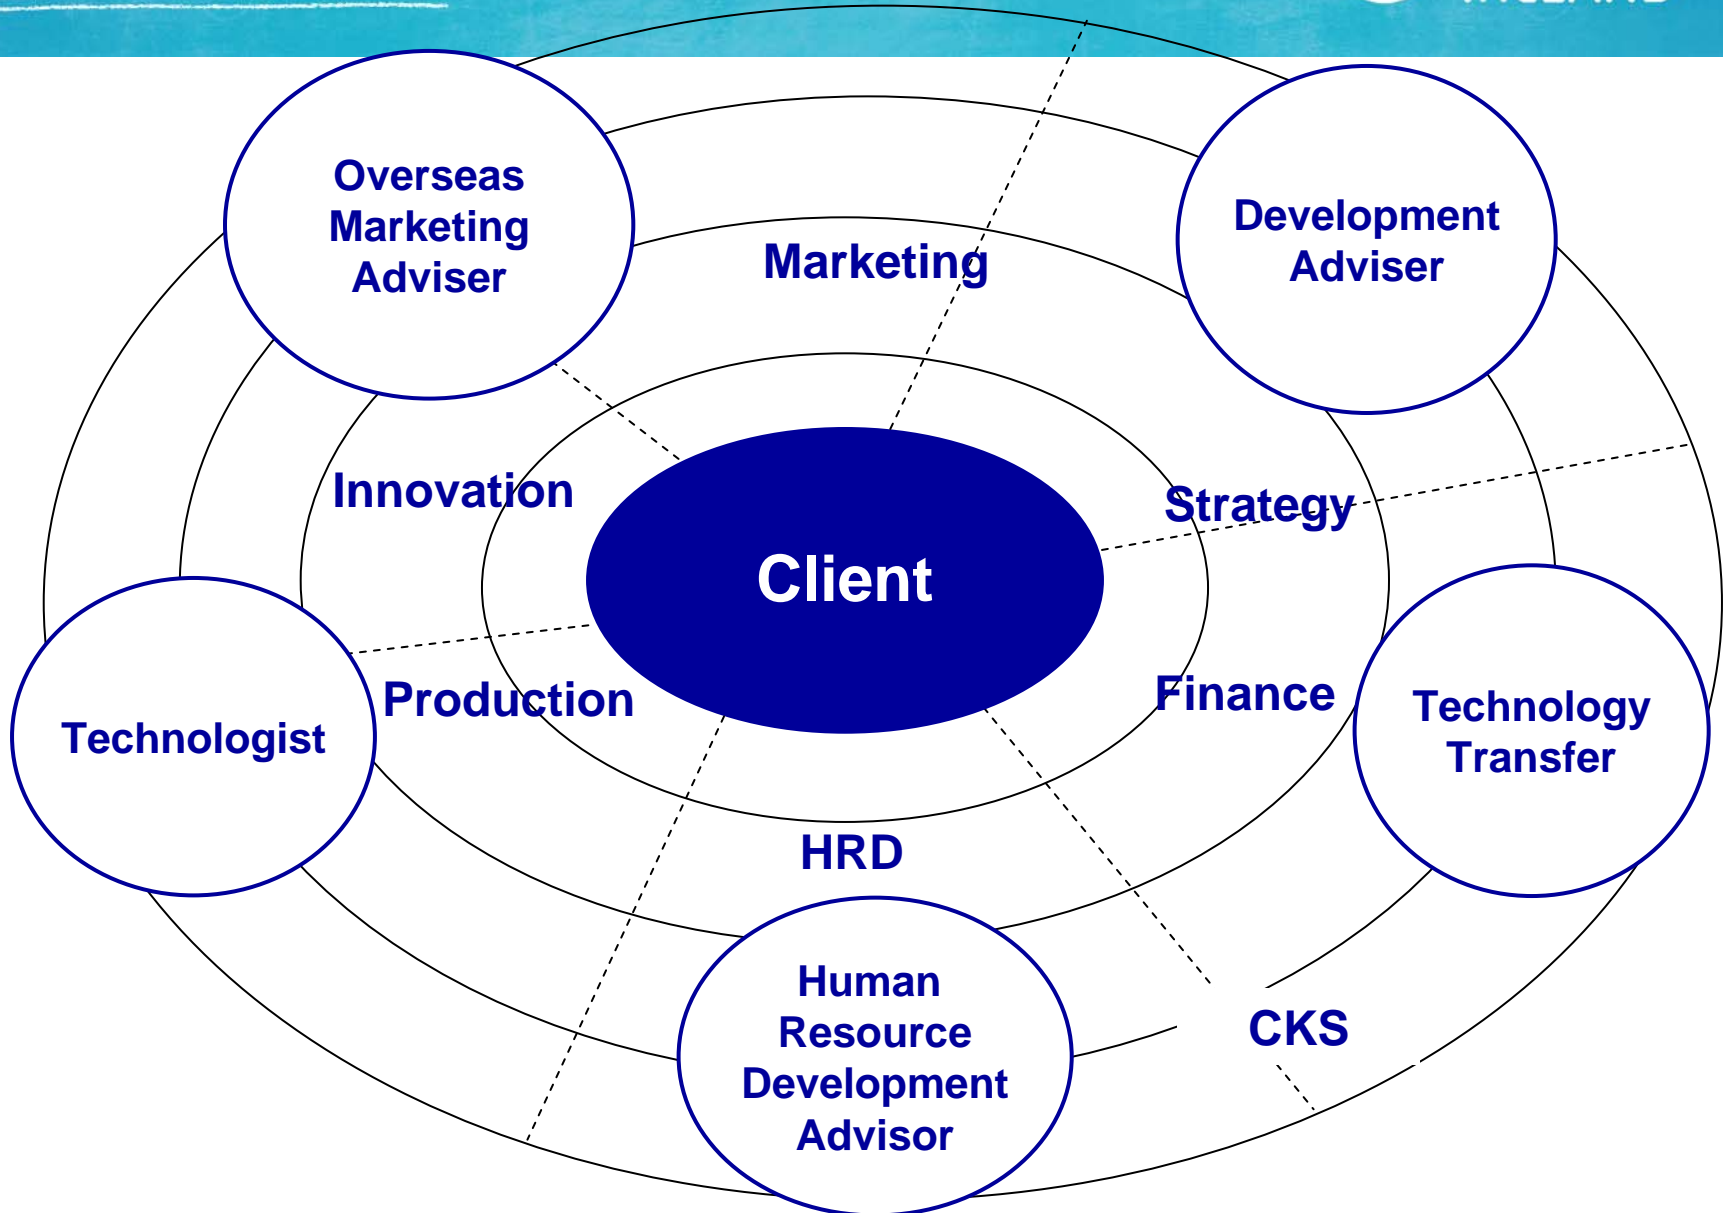 Overseas
Marketing
Adviser
Development
Adviser
Marketing
Innovation
Strategy
Client
Production
Finance
Technologist
Technology
Transfer
HRD
Human
Resource
Development
Advisor
CKS